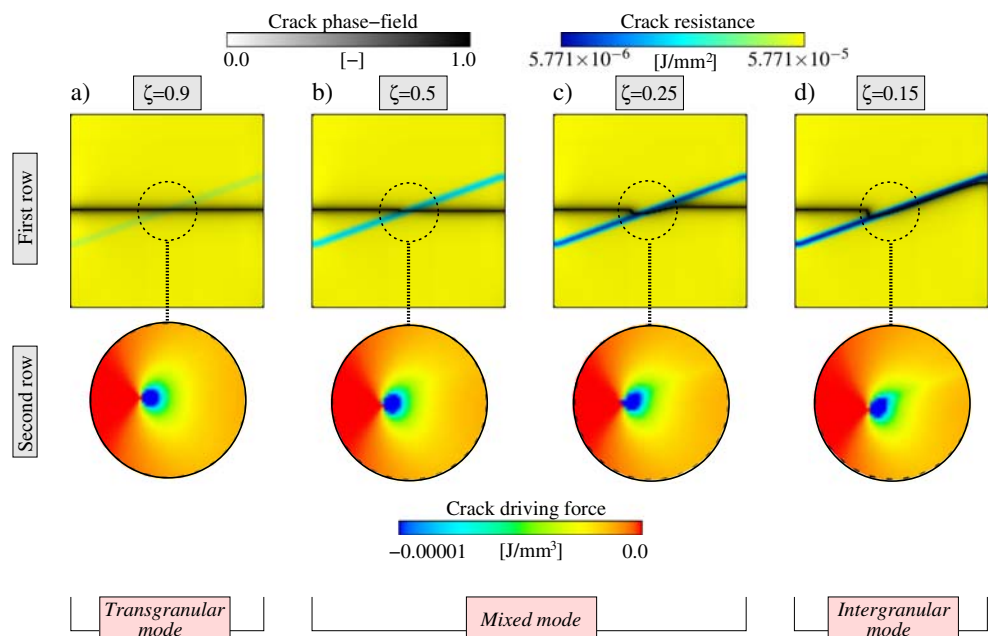 Crack phase-field
0.0 [-] 1.0
Crack resistance
5.771×10⁻⁶ [J/mm²] 5.771×10⁻⁵
a) ζ=0.9
b) ζ=0.5
c) ζ=0.25
d) ζ=0.15
First row
Second row
Crack driving force
−0.00001 [J/mm³] 0.0
Transgranular
mode
Mixed mode
Intergranular
mode